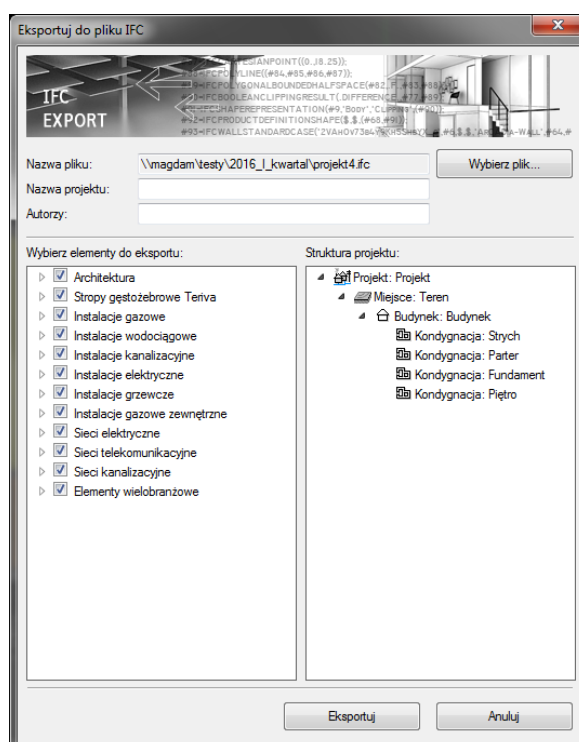 Eksportuj do pliku IFC
IFC
EXPORT
Nazwa pliku: \\magdam\testy\2016_I_kwartal\projekt4.ifc Wybierz plik...
Nazwa projektu:
Autorzy:
Wybierz elementy do eksportu: Struktura projektu:
Architektura Projekt: Projekt
Stropy gęstożebrowe Teriva Miejsce: Teren
Instalacje gazowe Budynek: Budynek
Instalacje wodociągowe Kondygnacja: Strych
Instalacje kanalizacyjne Kondygnacja: Parter
Instalacje elektryczne Kondygnacja: Fundament
Instalacje grzewcze Kondygnacja: Piętro
Instalacje gazowe zewnętrzne
Sieci elektryczne
Sieci telekomunikacyjne
Sieci kanalizacyjne
Elementy wielobranżowe
Eksportuj Anuluj